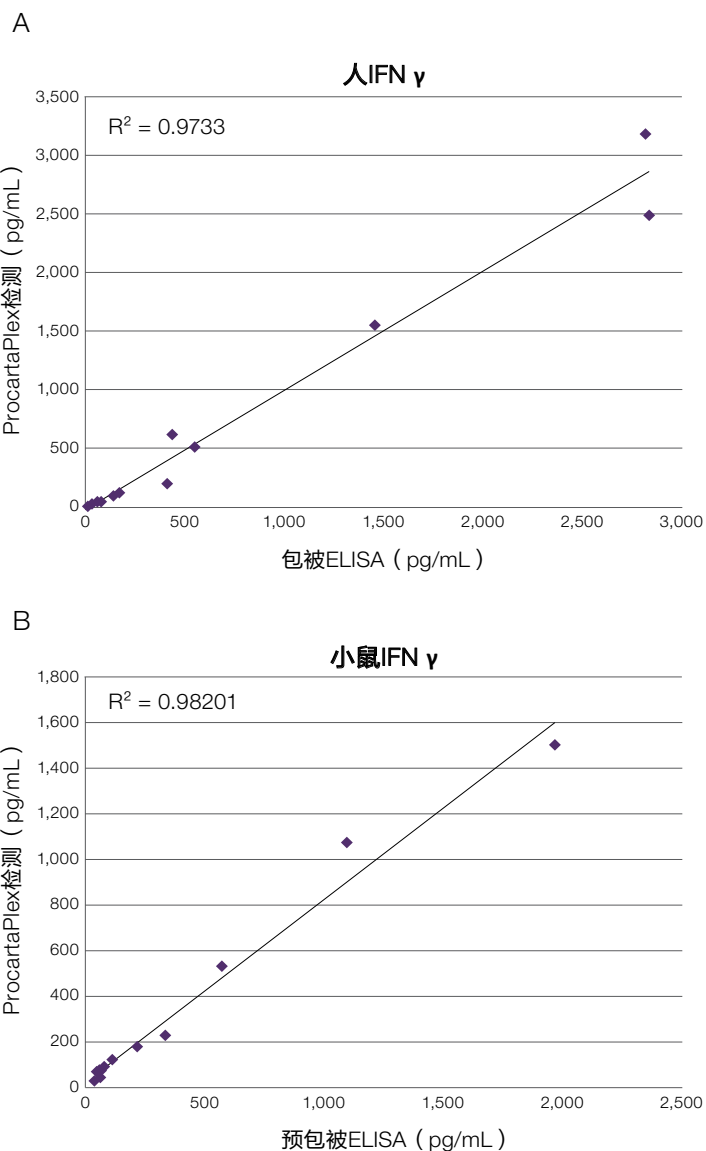 A
人IFN γ
R² = 0.9733
3,500
3,000
2,500
2,000
1,500
1,000
500
0
ProcartaPlex检测（pg/mL）
0 500 1,000 1,500 2,000 2,500 3,000
包被ELISA（pg/mL）
B
小鼠IFN γ
R² = 0.98201
1,800
1,600
1,400
1,200
1,000
800
600
400
200
0
ProcartaPlex检测（pg/mL）
0 500 1,000 1,500 2,000 2,500
预包被ELISA（pg/mL）